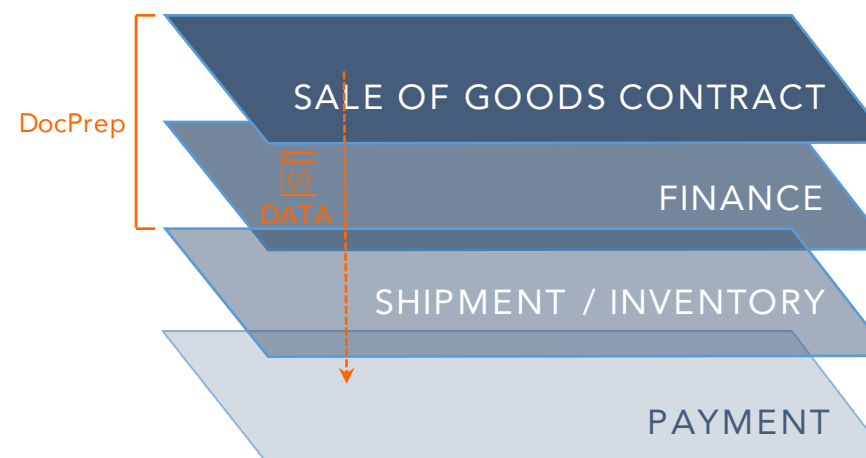 SALE OF GOODS CONTRACT
DocPrep
</>
FINANCE
DATA
SHIPMENT / INVENTORY
PAYMENT